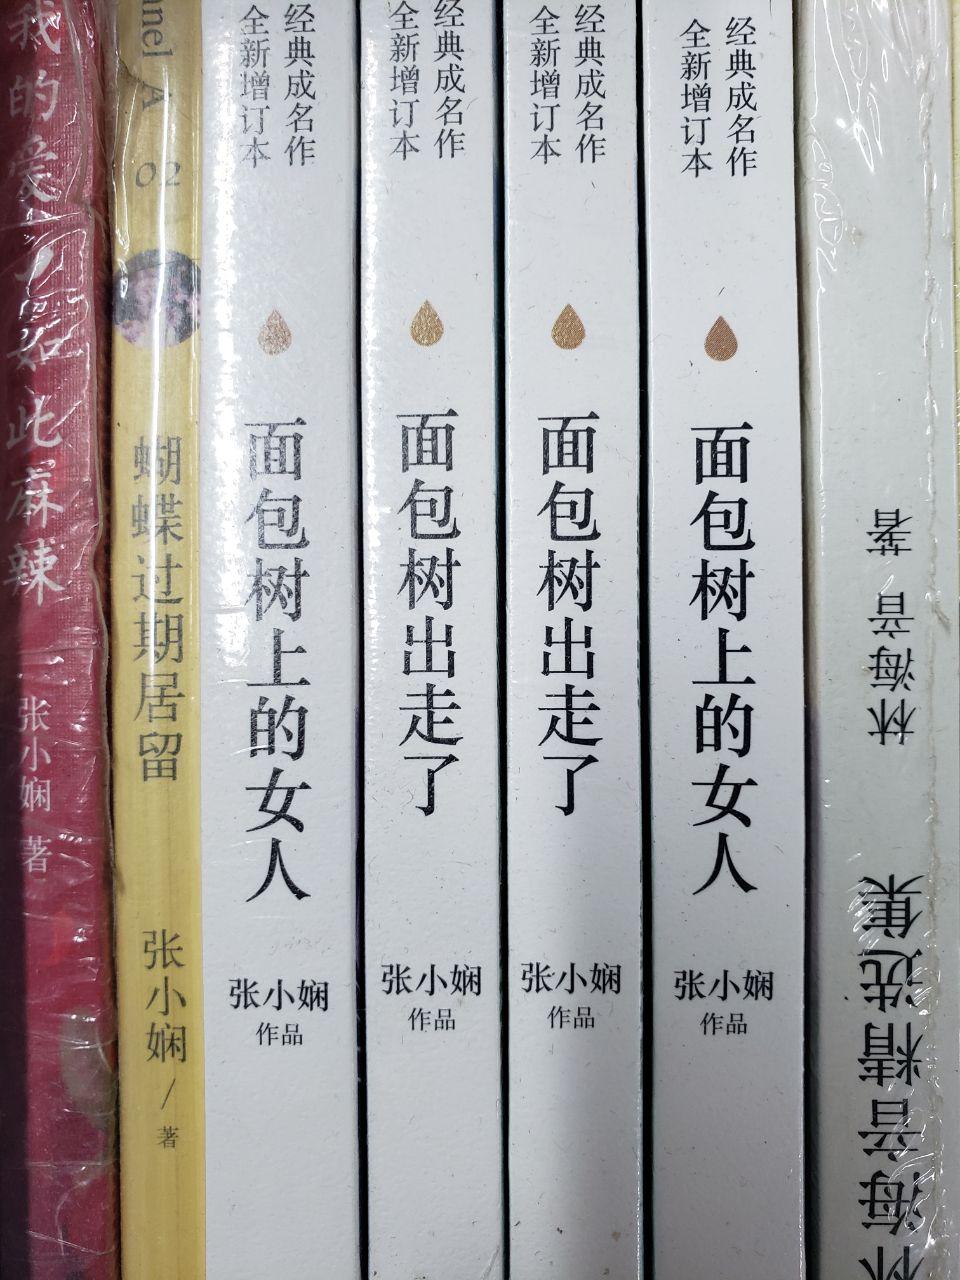 我的爱如此麻辣
张小娴 著
nnel A 02
蝴蝶过期居留
张小娴/著
经典成名作
全新增订本
面包树上的女人
张小娴
作品
经典成名作
全新增订本
面包树出走了
张小娴
作品
经典成名作
全新增订本
面包树出走了
张小娴
作品
经典成名作
全新增订本
面包树上的女人
张小娴
作品
林海音精选集
林海音 著